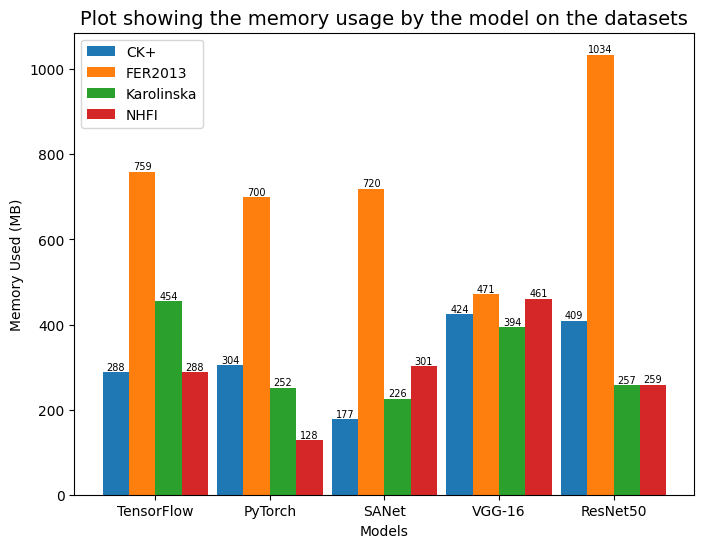 Plot showing the memory usage by the model on the datasets
CK+
FER2013
Karolinska
NHFI
Memory Used (MB)
1000
800
600
400
200
0
288
759
454
288
304
700
252
128
177
720
226
301
424
471
394
461
409
1034
257
259
TensorFlow
PyTorch
SANet
VGG-16
ResNet50
Models